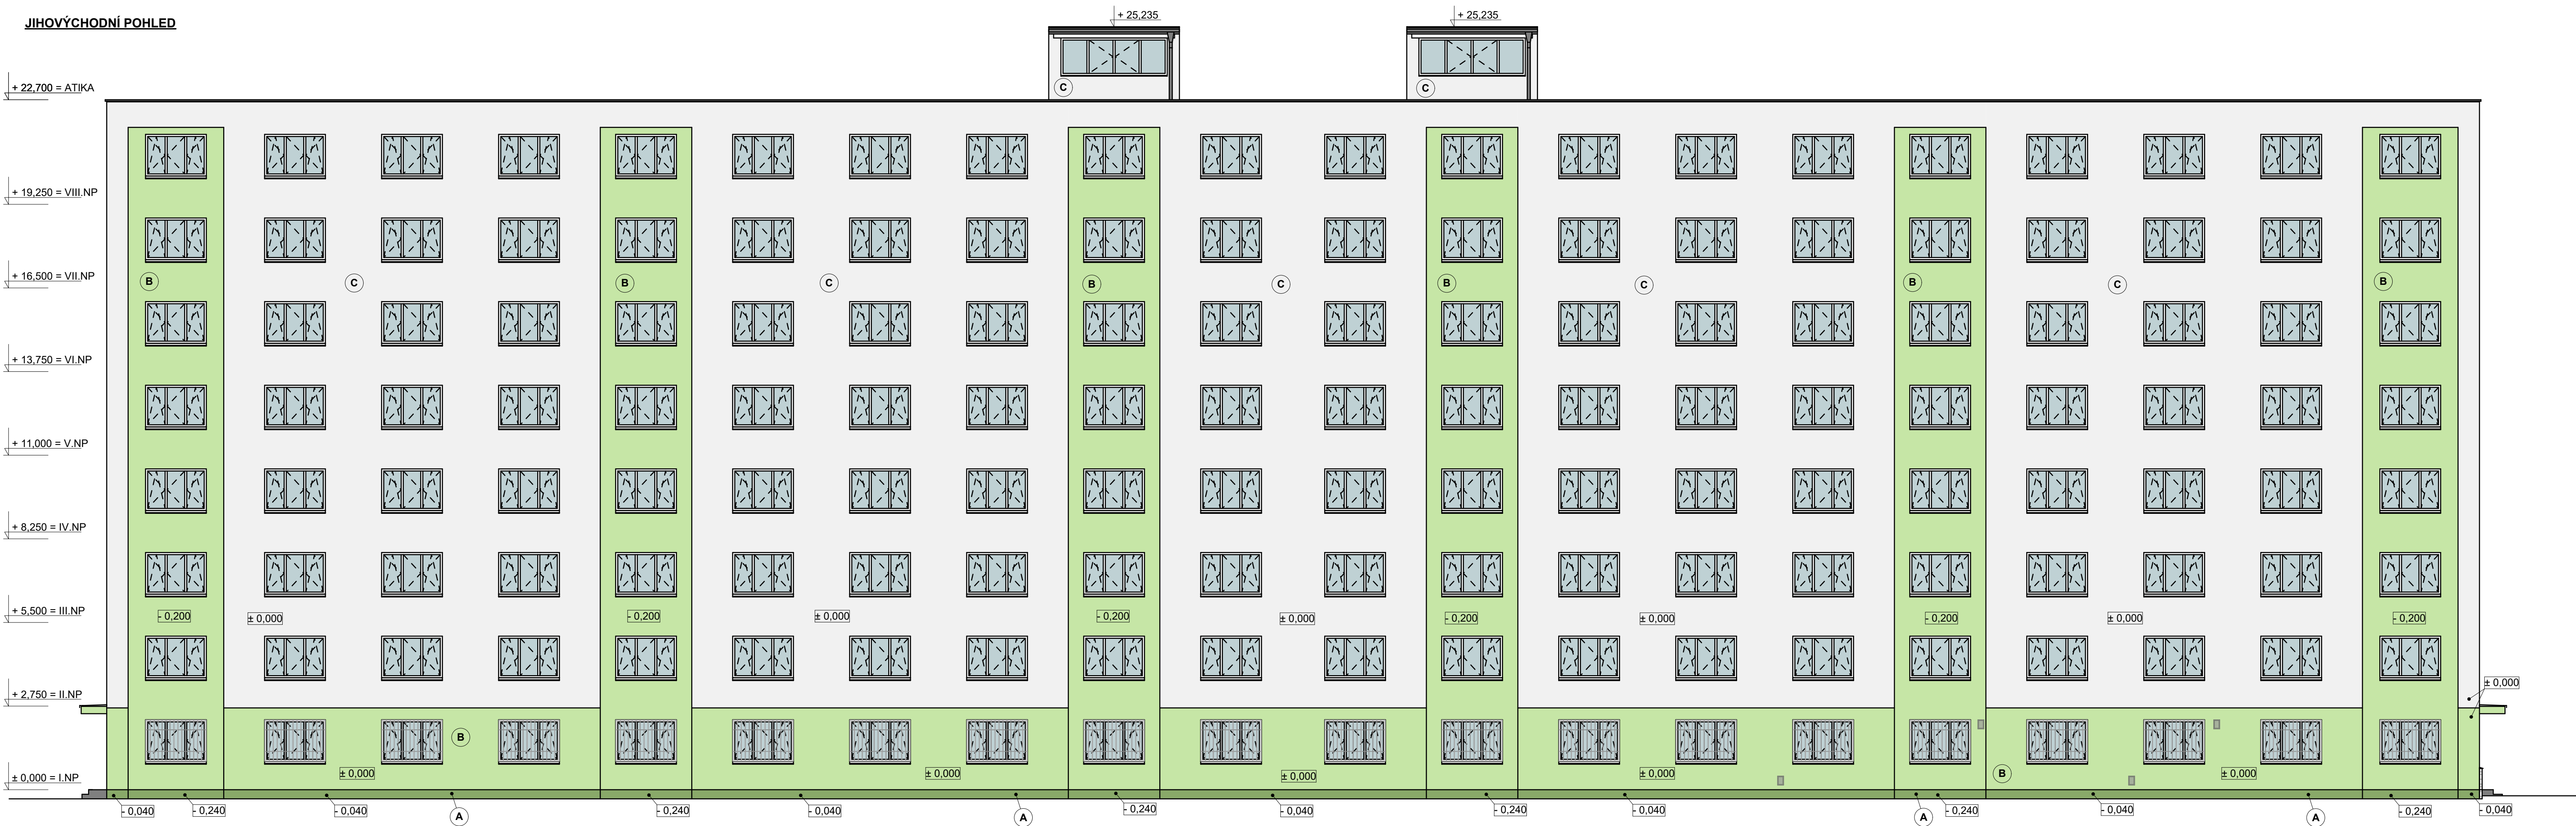 JIHOVÝCHODNÍ POHLED
+ 25,235
+ 25,235
+ 22,700 = ATIKA
C
C
+ 19,250 = VIII.NP
+ 16,500 = VII.NP
B
C
B
C
B
C
B
C
B
C
B
+ 13,750 = VI.NP
+ 11,000 = V.NP
+ 8,250 = IV.NP
+ 5,500 = III.NP
- 0,200
± 0,000
- 0,200
± 0,000
- 0,200
± 0,000
- 0,200
± 0,000
- 0,200
± 0,000
- 0,200
+ 2,750 = II.NP
± 0,000
B
± 0,000 = I.NP
± 0,000
± 0,000
± 0,000
± 0,000
B
± 0,000
- 0,040
- 0,240
- 0,040
A
- 0,240
- 0,040
A
- 0,240
- 0,040
- 0,240
- 0,040
A
- 0,240
- 0,040
A
- 0,240
- 0,040